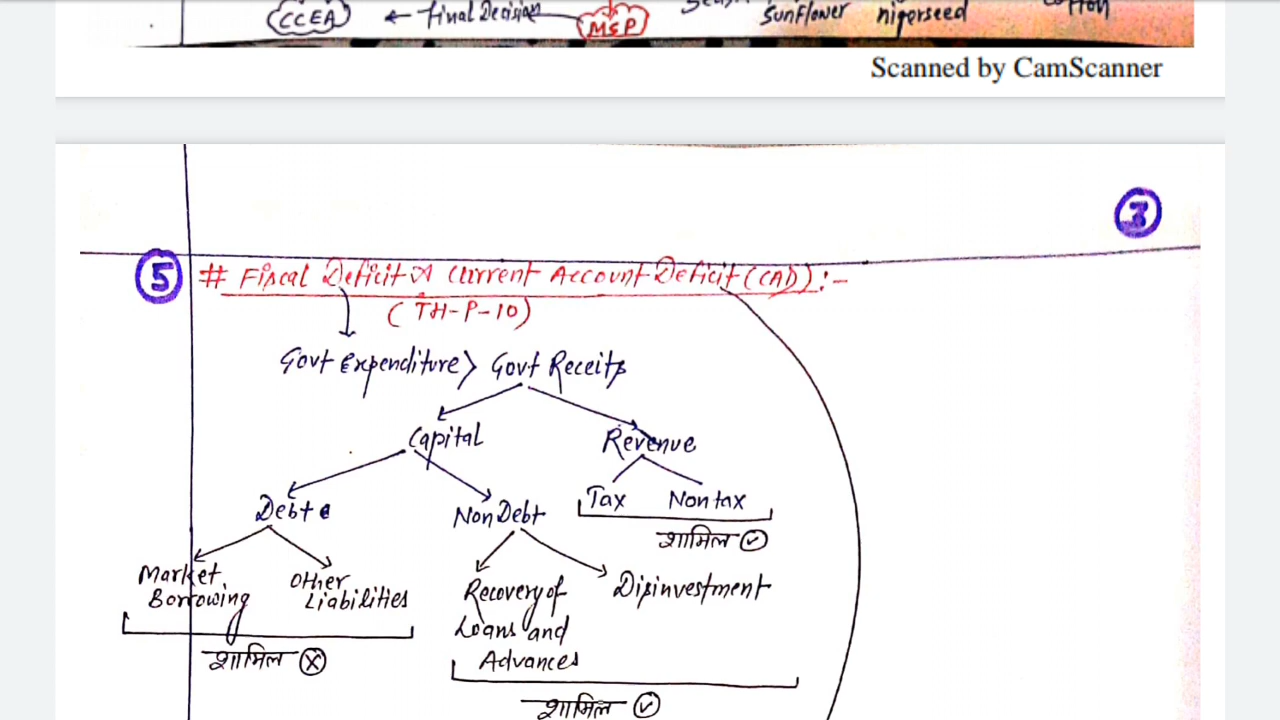 CCEA ← Final Decision MSP Sunflower nigerseed
Scanned by CamScanner
3
5 # Fiscal Deficit & Current Account Deficit (CAD):-
(TH-P-10)
Govt Expenditure > Govt Receits
Capital Revenue
Debt Non Debt Tax Non tax
शामिल ✓
Market Borrowing Other Liabilities Recovery of Loans and Advances Disinvestment
शामिल ✗
शामिल ✓